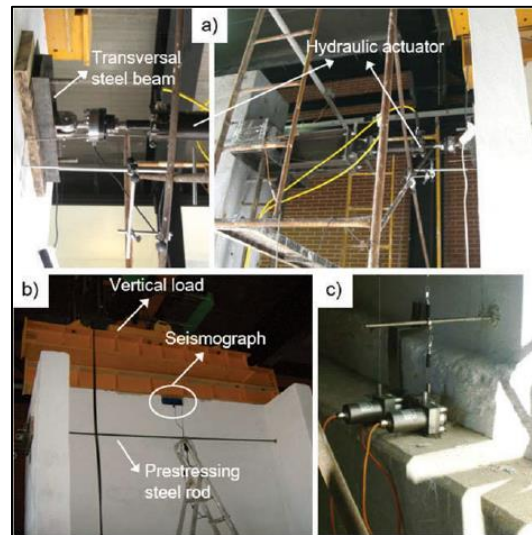 a)
Transversal
steel beam
Hydraulic actuator
b)
Vertical load
Seismograph
Prestressing
steel rod
c)